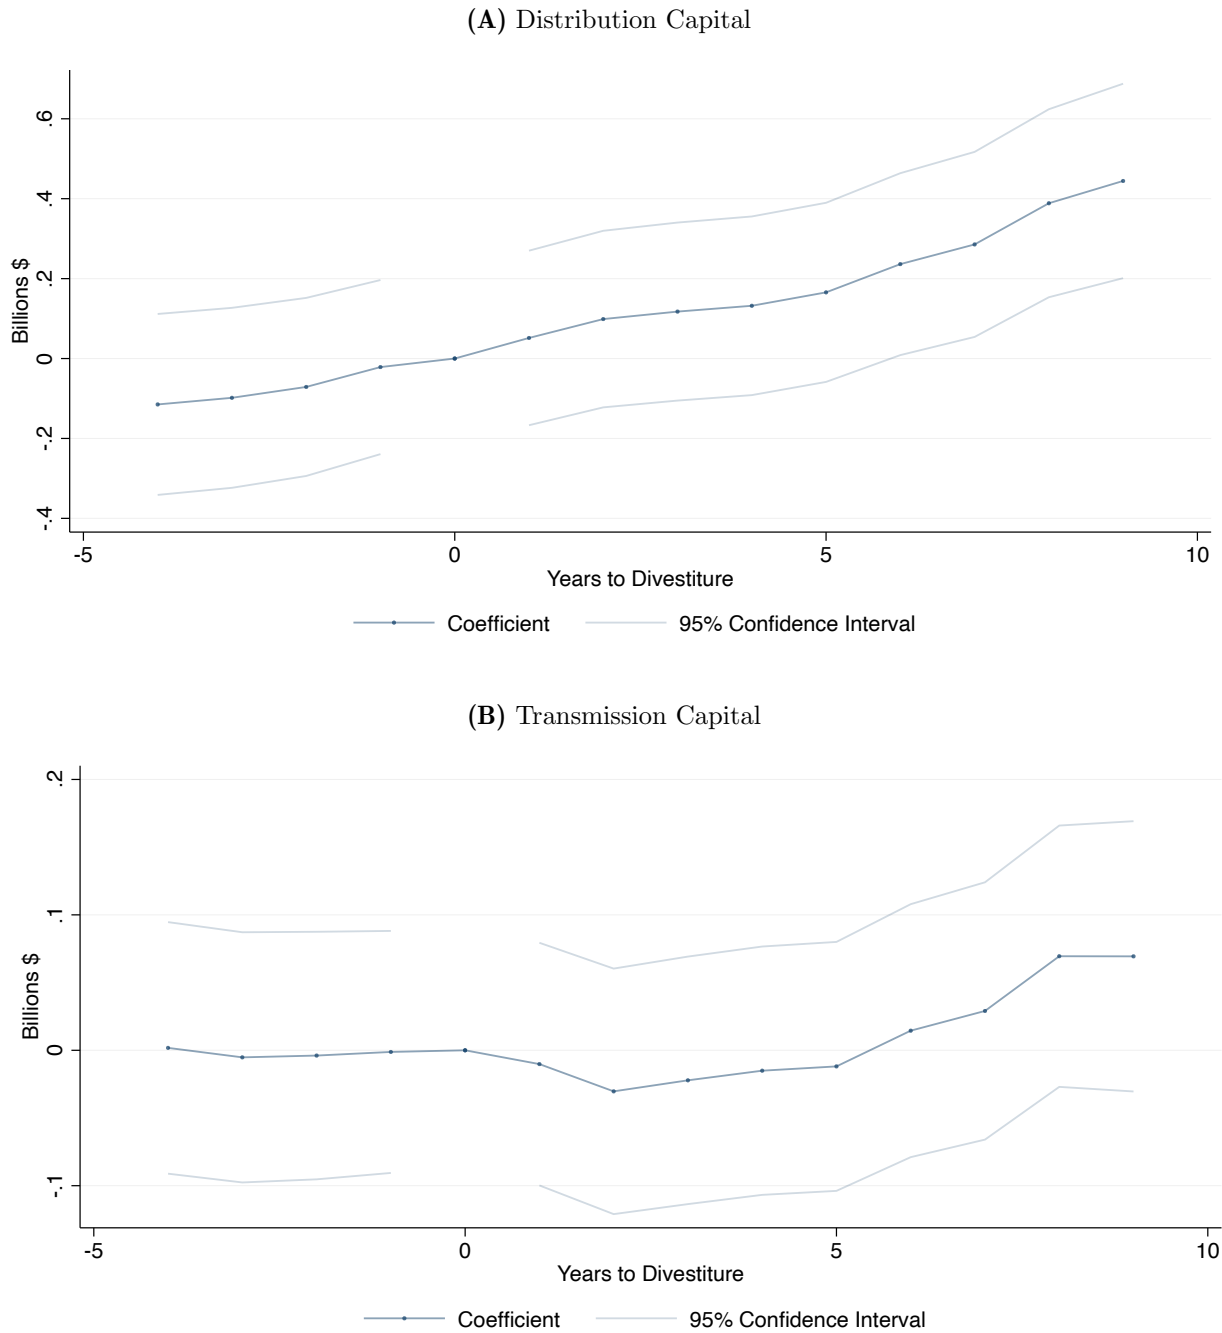 (A) Distribution Capital
.6
.4
.2
0
-.2
-.4
Billions $
-5 0 5 10
Years to Divestiture
Coefficient 95% Confidence Interval
(B) Transmission Capital
.2
.1
0
-.1
Billions $
-5 0 5 10
Years to Divestiture
Coefficient 95% Confidence Interval